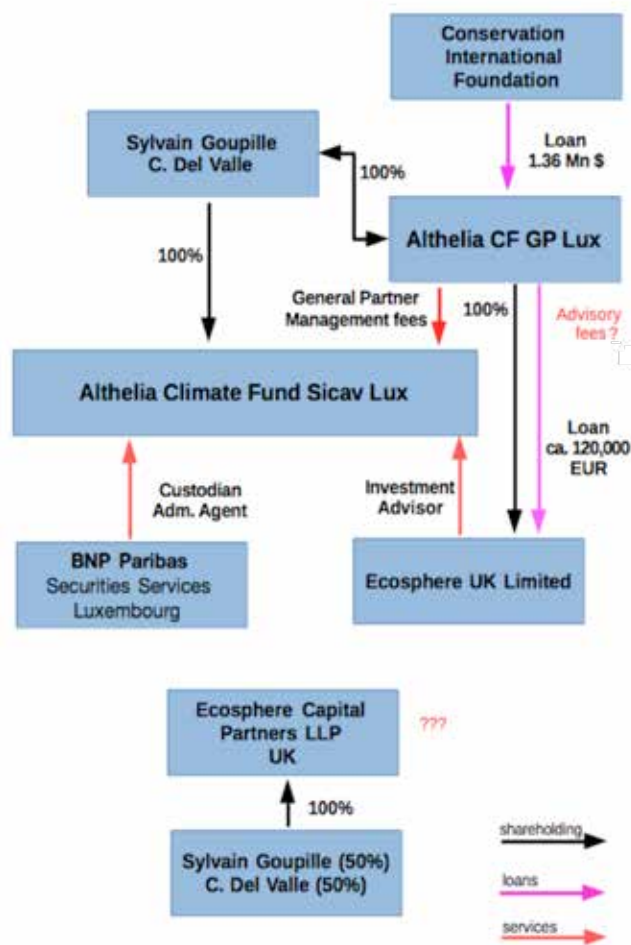 Conservation
International
Foundation
Sylvain Goupille
C. Del Valle
100%
Loan
1.36 Mn $
Althelia CF GP Lux
100%
General Partner
Management fees
100%
Advisory
fees?
Althelia Climate Fund Sicav Lux
Loan
ca. 120,000
EUR
Custodian
Adm. Agent
Investment
Advisor
BNP Paribas
Securities Services
Luxembourg
Ecosphere UK Limited
Ecosphere Capital
Partners LLP
UK
???
100%
Sylvain Goupille (50%)
C. Del Valle (50%)
shareholding
loans
services